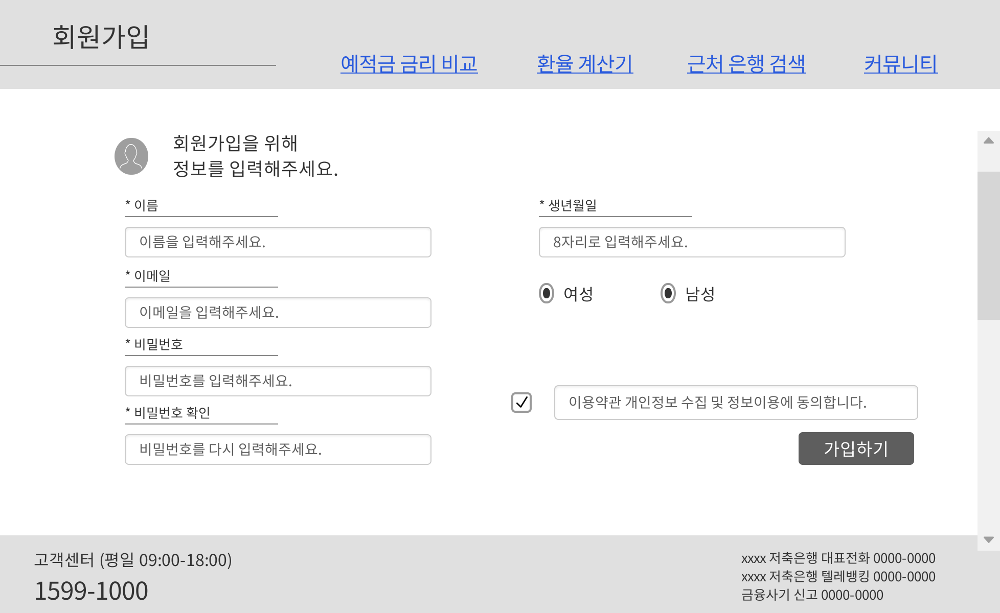 회원가입
예적금 금리 비교
환율 계산기
근처 은행 검색
커뮤니티
회원가입을 위해
정보를 입력해주세요.
* 이름
이름을 입력해주세요.
* 이메일
이메일을 입력해주세요.
* 비밀번호
비밀번호를 입력해주세요.
* 비밀번호 확인
비밀번호를 다시 입력해주세요.
* 생년월일
8자리로 입력해주세요.
여성
남성
이용약관 개인정보 수집 및 정보이용에 동의합니다.
가입하기
고객센터 (평일 09:00-18:00)
1599-1000
xxxx 저축은행 대표전화 0000-0000
xxxx 저축은행 텔레뱅킹 0000-0000
금융사기 신고 0000-0000